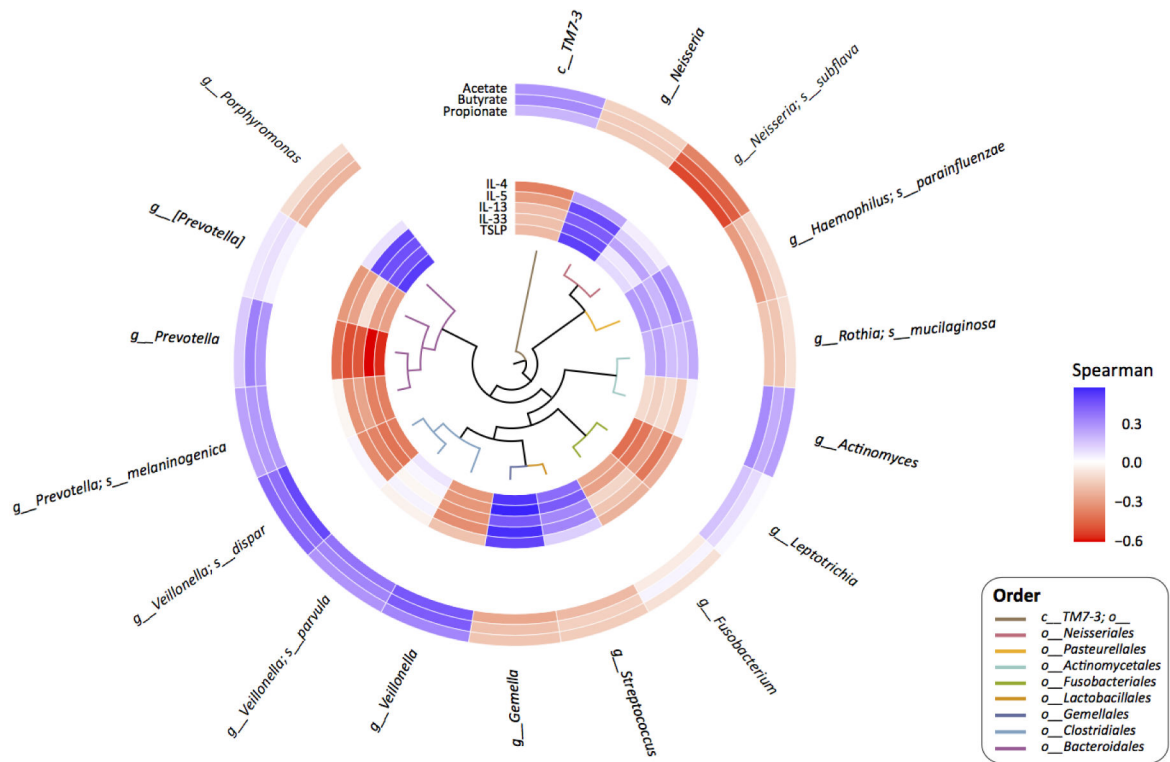 c__TM7-3
g__Neisseria
g__Neisseria; s__subflava
g__Haemophilus; s__parainfluenzae
g__Rothia; s__mucilaginosa
g__Actinomyces
g__Leptotrichia
g__Fusobacterium
g__Streptococcus
g__Gemella
g__Veillonella
g__Veillonella; s__parvula
g__Veillonella; s__dispar
g__Prevotella; s__melaninogenica
g__Prevotella
g__[Prevotella]
g__Porphyromonas
Acetate
Butyrate
Propionate
IL-4
IL-5
IL-13
IL-33
TSLP
Spearman
0.3
0.0
−0.3
−0.6
Order
c__TM7-3; o__
o__Neisseriales
o__Pasteurellales
o__Actinomycetales
o__Fusobacteriales
o__Lactobacillales
o__Gemellales
o__Clostridiales
o__Bacteroidales